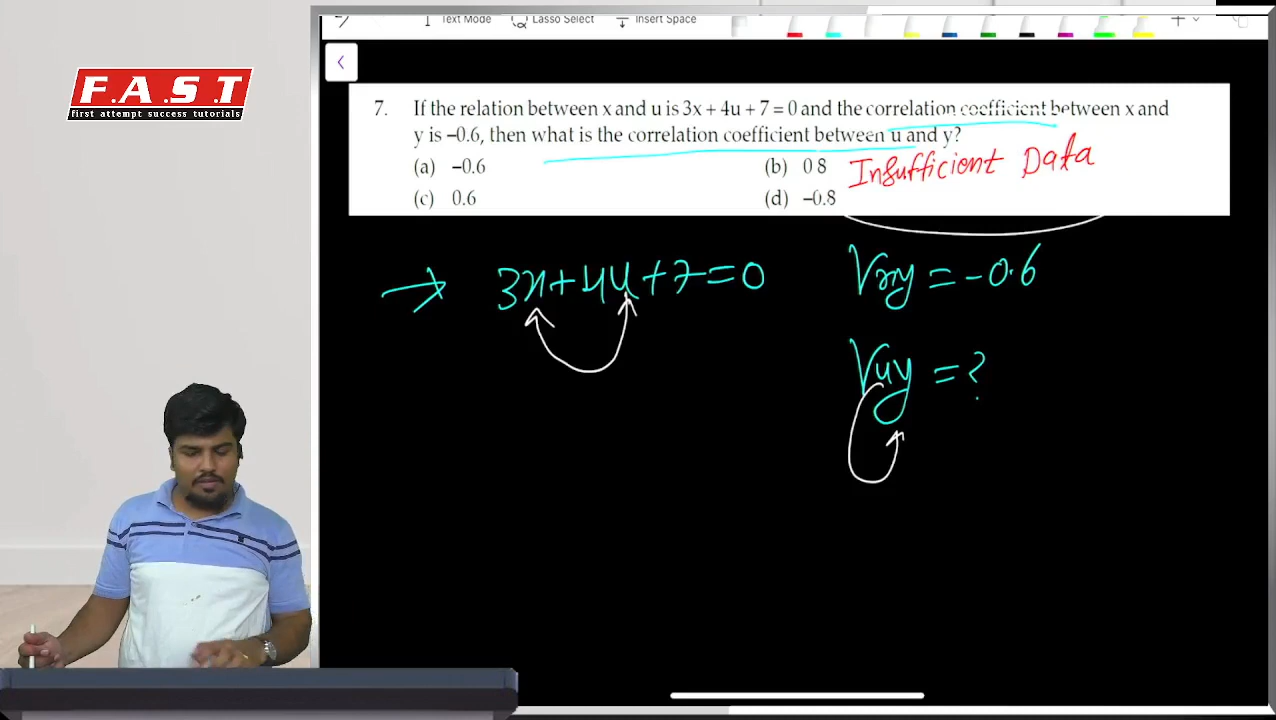 Text Mode Lasso Select Insert Space
F.A.S.T
first attempt success tutorials
7. If the relation between x and u is 3x + 4u + 7 = 0 and the correlation coefficient between x and
y is –0.6, then what is the correlation coefficient between u and y?
(a) –0.6 (b) 0 8
Insufficient Data
(c) 0.6 (d) –0.8
3x+4u+7=0 rxy = -0.6
ruy = ?